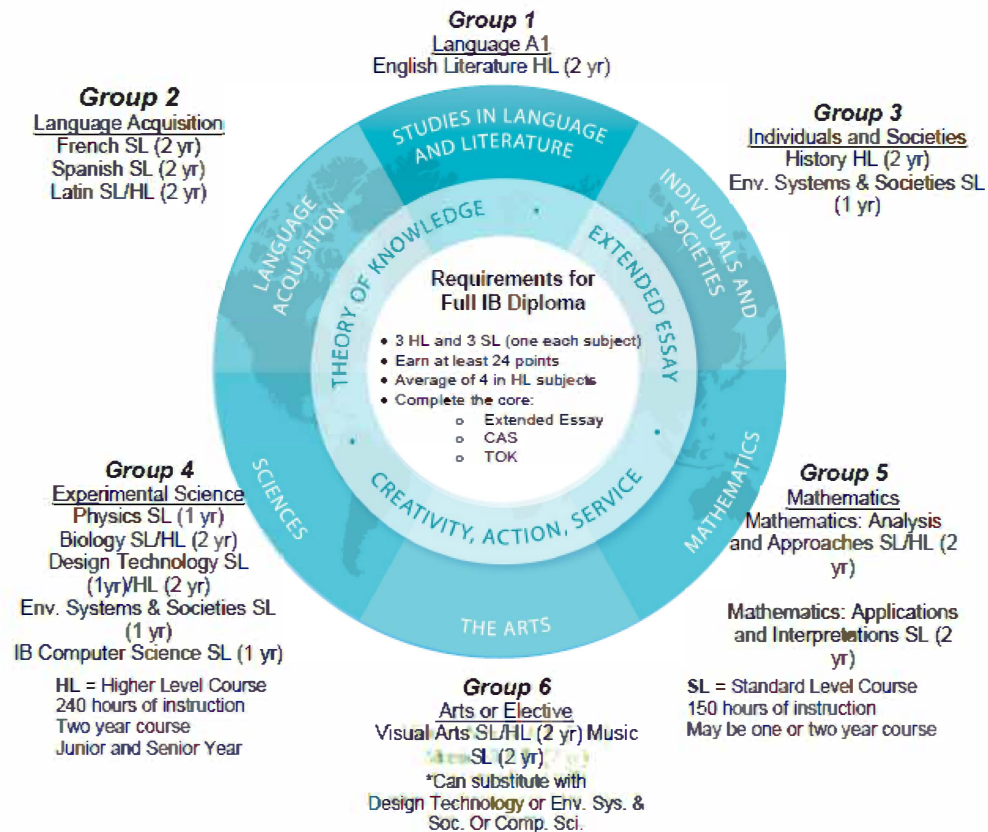 Group 1
Language A1
English Literature HL (2 yr)
Group 2
Language Acquisition
French SL (2 yr)
Spanish SL (2 yr)
Latin SL/HL (2 yr)
Group 3
Individuals and Societies
History HL (2 yr)
Env. Systems & Societies SL
(1 yr)
STUDIES IN LANGUAGE
AND LITERATURE
LANGUAGE
ACQUISITION
INDIVIDUALS AND
SOCIETIES
THEORY OF KNOWLEDGE
EXTENDED ESSAY
Requirements for
Full IB Diploma
• 3 HL and 3 SL (one each subject)
• Earn at least 24 points
• Average of 4 in HL subjects
• Complete the core:
o Extended Essay
o CAS
o TOK
CREATIVITY, ACTION, SERVICE
SCIENCES
MATHEMATICS
THE ARTS
Group 4
Experimental Science
Physics SL (1 yr)
Biology SL/HL (2 yr)
Design Technology SL
(1yr)/HL (2 yr)
Env. Systems & Societies SL
(1 yr)
IB Computer Science SL (1 yr)
HL = Higher Level Course
240 hours of instruction
Two year course
Junior and Senior Year
Group 5
Mathematics
Mathematics: Analysis
and Approaches SL/HL (2
yr)
Mathematics: Applications
and Interpretations SL (2
yr)
SL = Standard Level Course
150 hours of instruction
May be one or two year course
Group 6
Arts or Elective
Visual Arts SL/HL (2 yr) Music
SL (2 yr)
*Can substitute with
Design Technology or Env. Sys. &
Soc. Or Comp. Sci.